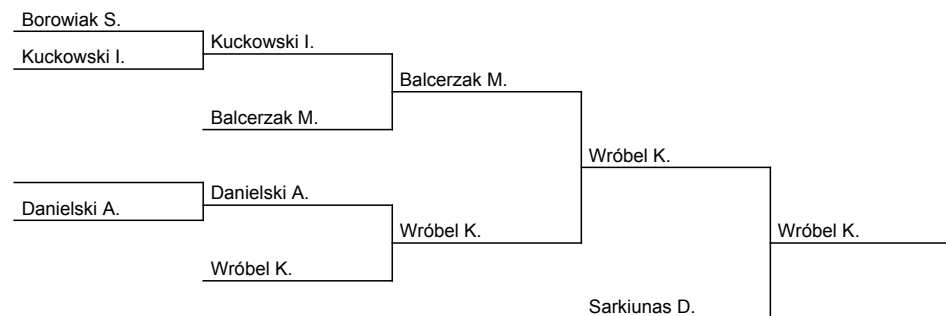 Borowiak S.
Kuckowski I.
Kuckowski I.
Balcerzak M.
Balcerzak M.
Wróbel K.
Danielski A.
Danielski A.
Wróbel K.
Wróbel K.
Wróbel K.
Sarkiunas D.